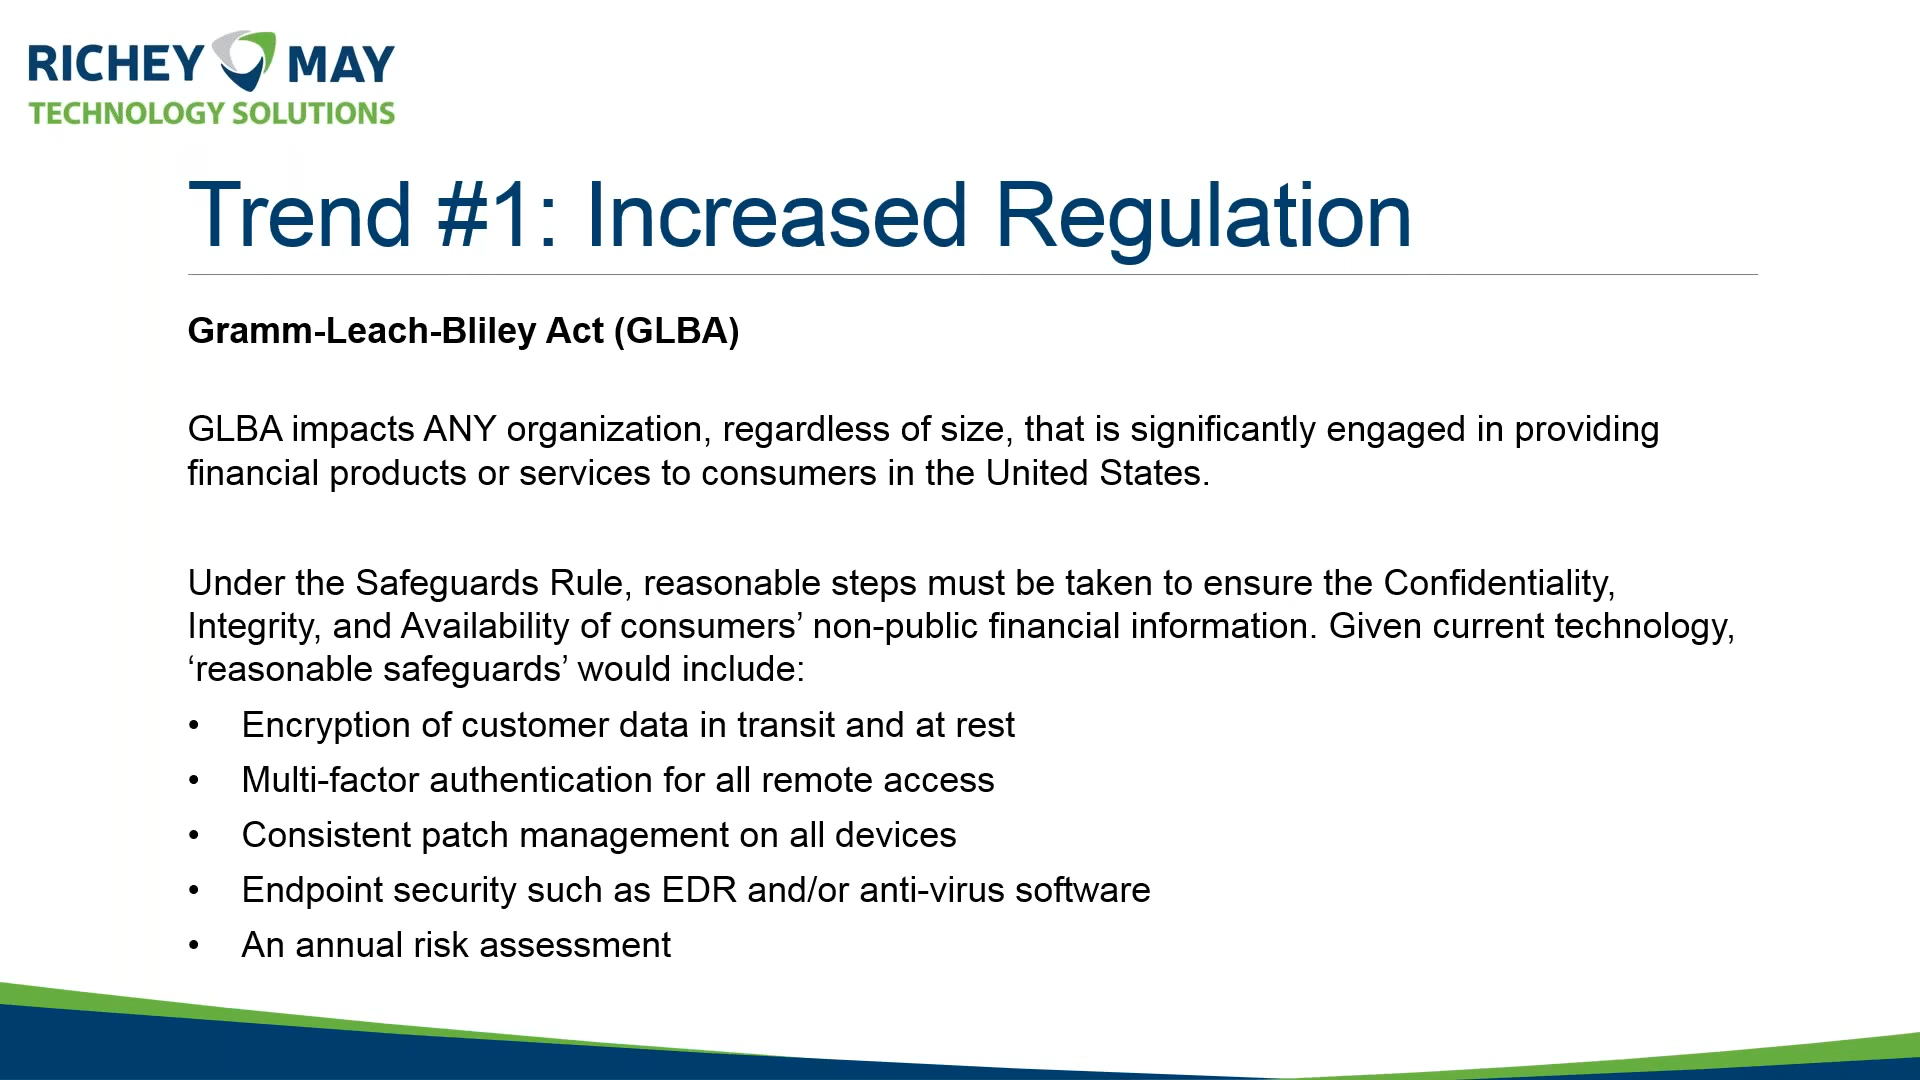 RICHEY MAY
TECHNOLOGY SOLUTIONS
Trend #1: Increased Regulation
Gramm-Leach-Bliley Act (GLBA)
GLBA impacts ANY organization, regardless of size, that is significantly engaged in providing
financial products or services to consumers in the United States.
Under the Safeguards Rule, reasonable steps must be taken to ensure the Confidentiality,
Integrity, and Availability of consumers’ non-public financial information. Given current technology,
‘reasonable safeguards’ would include:
• Encryption of customer data in transit and at rest
• Multi-factor authentication for all remote access
• Consistent patch management on all devices
• Endpoint security such as EDR and/or anti-virus software
• An annual risk assessment